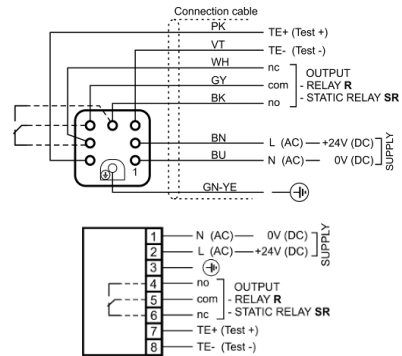 Connection cable
PK TE+ (Test +)
VT TE- (Test -)
WH nc
GY com
BK no
OUTPUT
- RELAY R
- STATIC RELAY SR
BN L (AC) +24V (DC)
BU N (AC) 0V (DC)
SUPPLY
GN-YE
1
1 N (AC) 0V (DC)
2 L (AC) +24V (DC)
SUPPLY
3
4 no
5 com
6 nc
OUTPUT
- RELAY R
- STATIC RELAY SR
7 TE+ (Test +)
8 TE- (Test -)